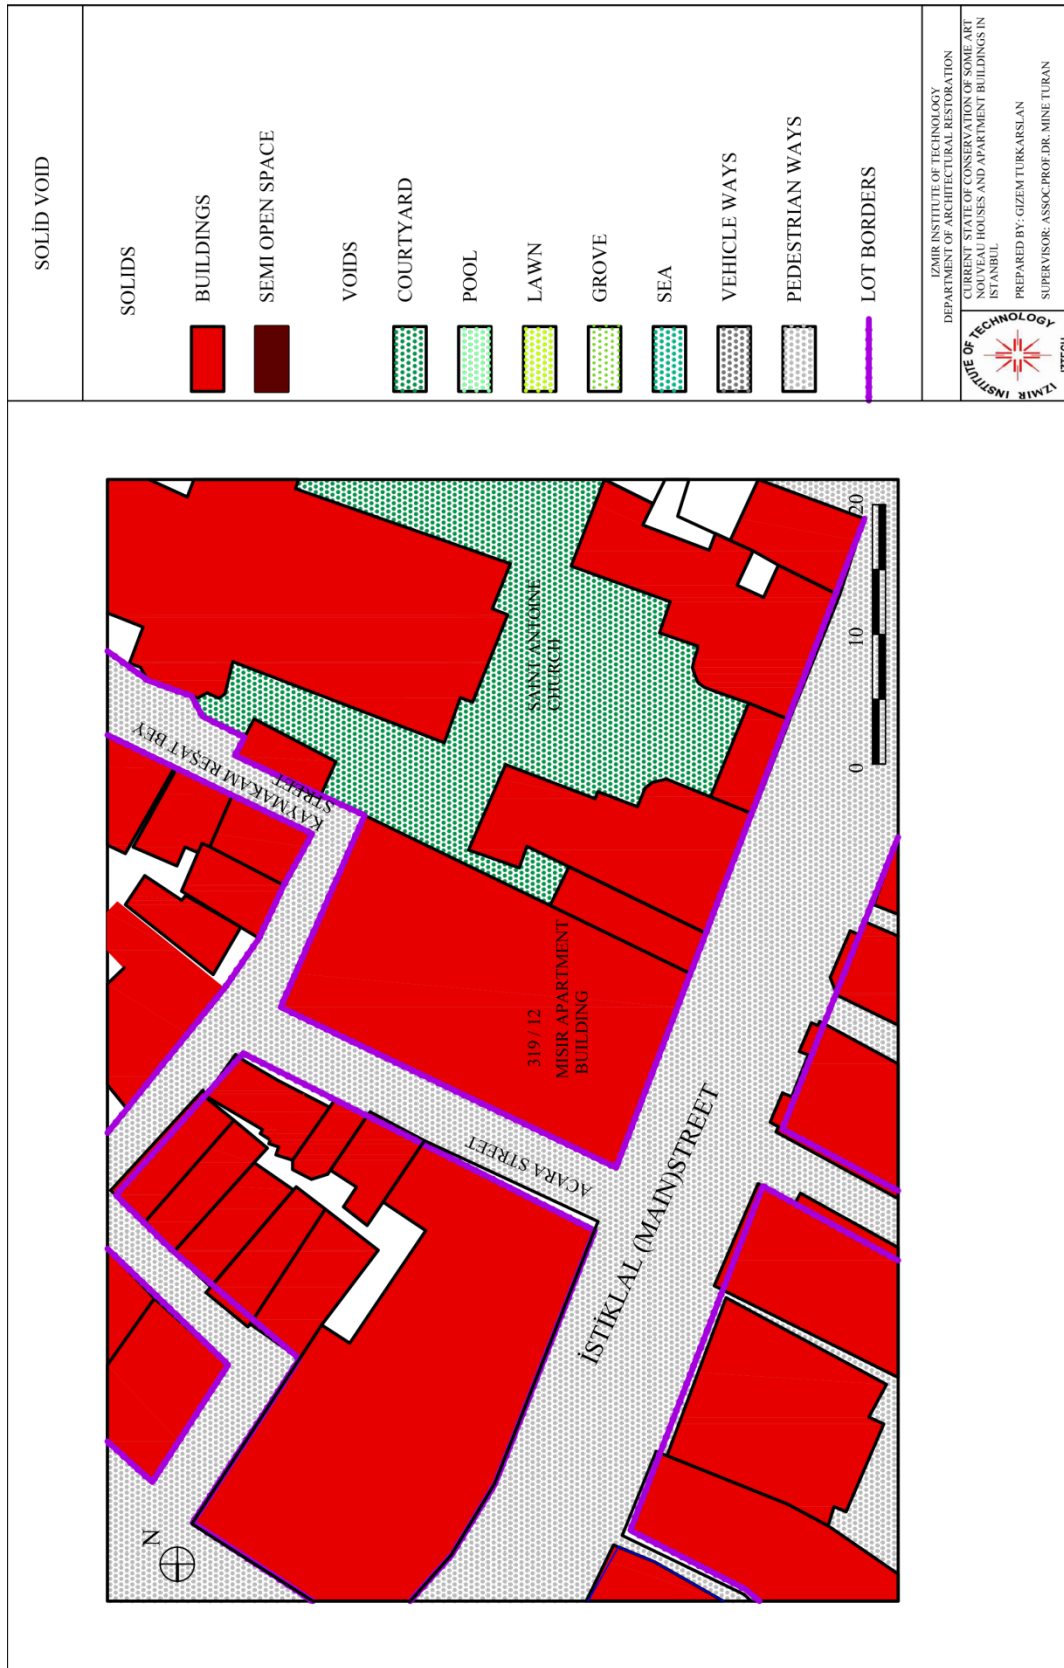 SOLİD VOID
SOLIDS
BUILDINGS
SEMI OPEN SPACE
VOIDS
COURTYARD
POOL
LAWN
GROVE
SEA
VEHICLE WAYS
PEDESTRIAN WAYS
LOT BORDERS
IZMIR INSTITUTE OF TECHNOLOGY
DEPARTMENT OF ARCHITECTURAL RESTORATION
CURRENT STATE OF CONSERVATION OF SOME ART
NOUVEAU HOUSES AND APARTMENT BUILDINGS IN
ISTANBUL
PREPARED BY: GIZEM TURKARSLAN
SUPERVISOR: ASSOC.PROF.DR. MINE TURAN
IZMIR INSTITUTE OF TECHNOLOGY
IZTECH
N
KAYMAKAM REŞAT BEY
STREET
SAINT ANTOINE
CHURCH
319 / 12
MISIR APARTMENT
BUILDING
ACARA STREET
İSTİKLAL (MAIN)STREET
0 10 20